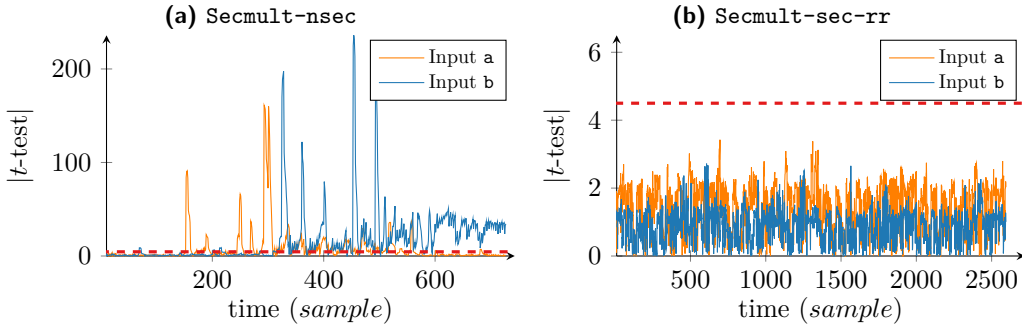 (a) Secmult-nsec
|t-test|
200
100
0
Input a
Input b
200
400
600
time (sample)
(b) Secmult-sec-rr
|t-test|
6
4
2
0
Input a
Input b
500
1000
1500
2000
2500
time (sample)